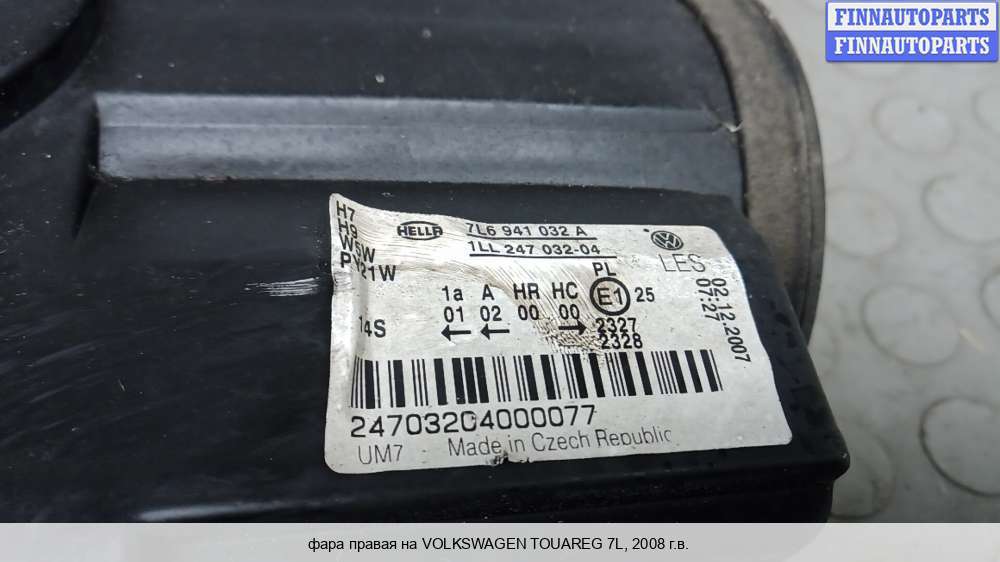 FINNAUTOPARTS
FINNAUTOPARTS
H7
H9
W5W
PY21W
14S
HELLA
7L6 941 032 A
1LL 247 032-04
LES
02.12.2007
07:27
PL
1a A HR HC E1 25
01 02 00 00
2327
2328
24703204000077
UM7 Made in Czech Republic
фара правая на VOLKSWAGEN TOUAREG 7L, 2008 г.в.